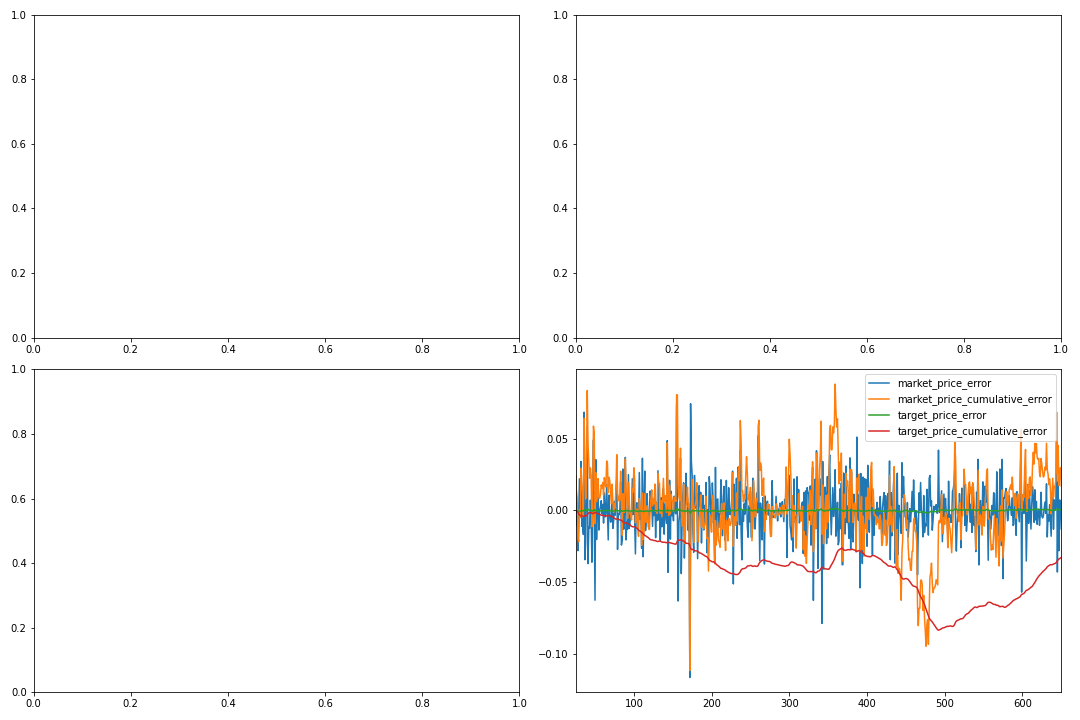 1.0
0.8
0.6
0.4
0.2
0.0
0.0 0.2 0.4 0.6 0.8 1.0
1.0
0.8
0.6
0.4
0.2
0.0
0.0 0.2 0.4 0.6 0.8 1.0
1.0
0.8
0.6
0.4
0.2
0.0
0.0 0.2 0.4 0.6 0.8 1.0
market_price_error
market_price_cumulative_error
target_price_error
target_price_cumulative_error
0.05
0.00
−0.05
−0.10
100 200 300 400 500 600